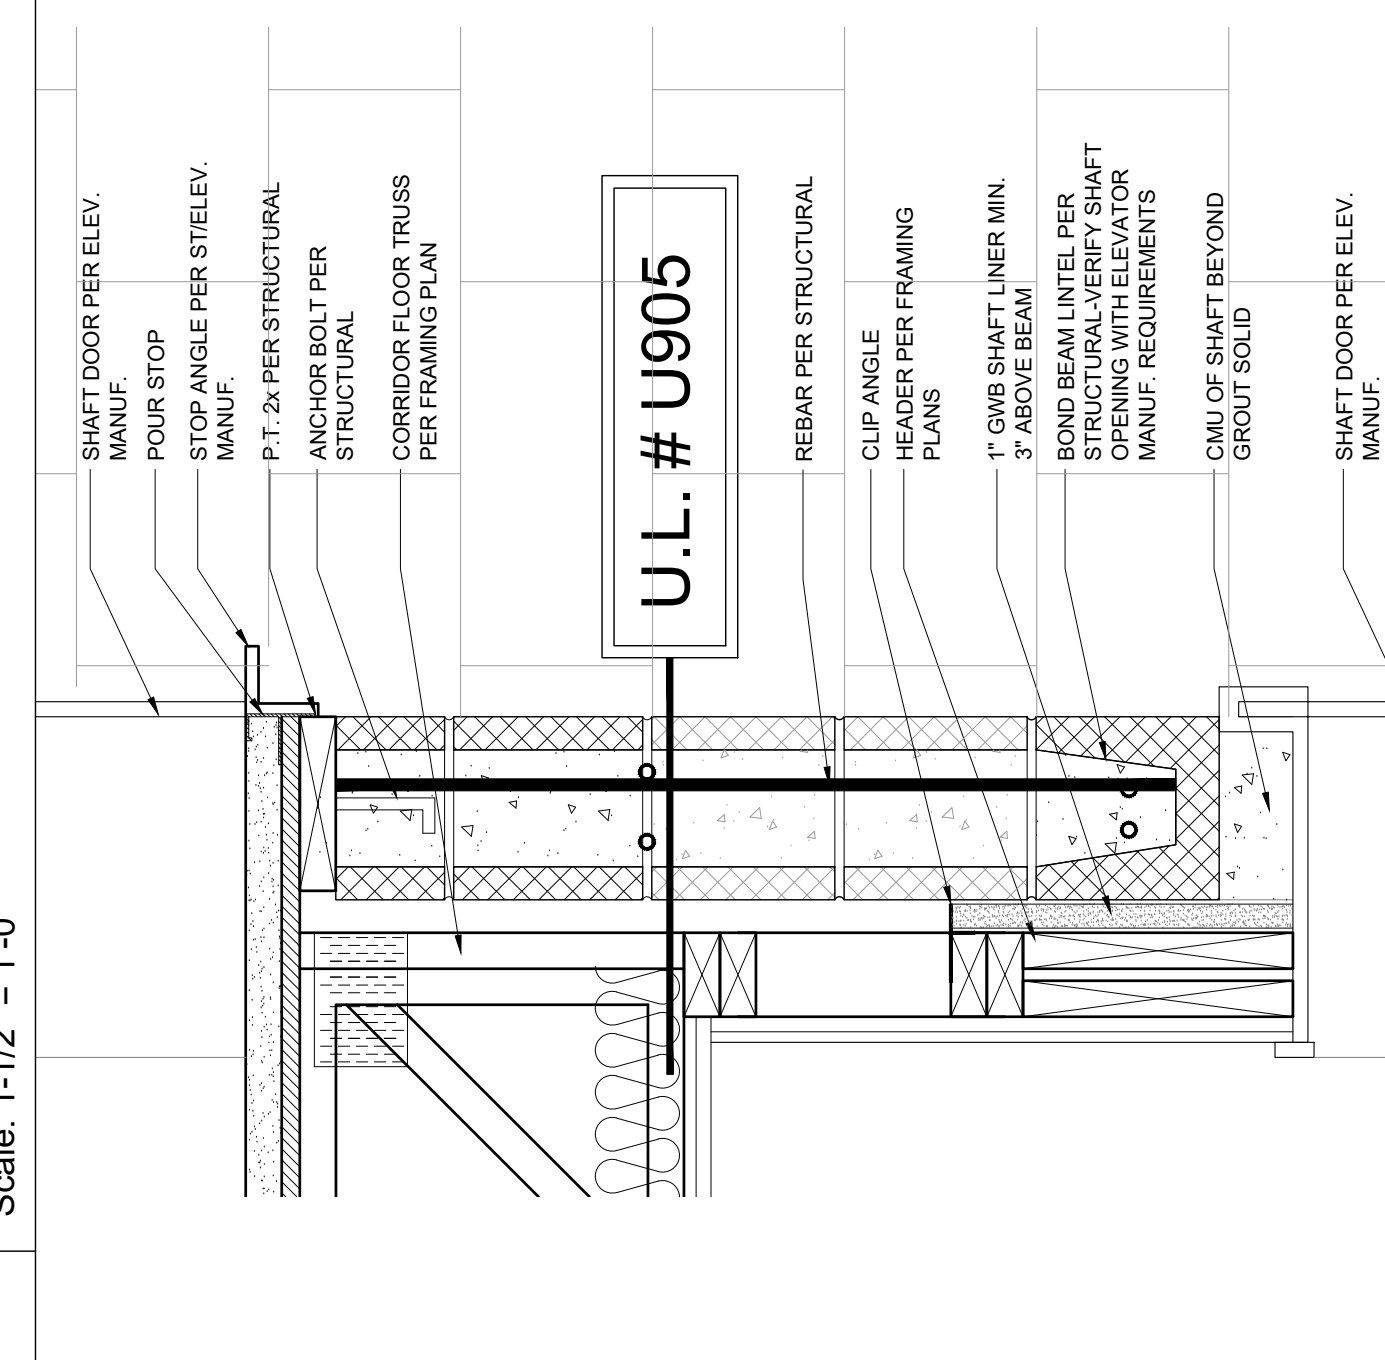 SHAFT DOOR PER ELEV.
MANUF.
POUR STOP
STOP ANGLE PER ST/ELEV.
MANUF.
P.T. 2x PER STRUCTURAL
ANCHOR BOLT PER
STRUCTURAL
CORRIDOR FLOOR TRUSS
PER FRAMING PLAN
U.L. # U905
REBAR PER STRUCTURAL
CLIP ANGLE
HEADER PER FRAMING
PLANS
1" GWB SHAFT LINER MIN.
3" ABOVE BEAM
BOND BEAM LINTEL PER
STRUCTURAL-VERIFY SHAFT
OPENING WITH ELEVATOR
MANUF. REQUIREMENTS
CMU OF SHAFT BEYOND
GROUT SOLID
SHAFT DOOR PER ELEV.
MANUF.